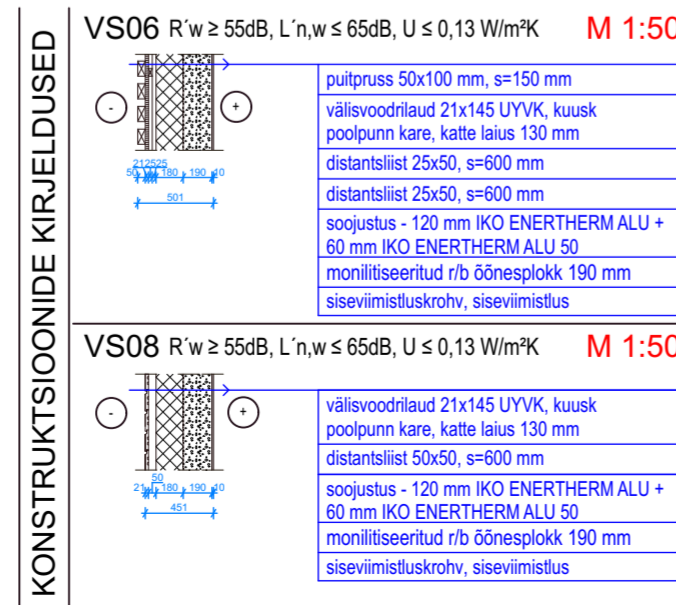 KONSTRUKTSIOONIDE KIRJELDUSED
VS06 R´w ≥ 55dB, L´n,w ≤ 65dB, U ≤ 0,13 W/m²K M 1:50
- +
puitpruss 50x100 mm, s=150 mm
välisvoodrilaud 21x145 UYVK, kuusk
poolpunn kare, katte laius 130 mm
distantsliist 25x50, s=600 mm
distantsliist 25x50, s=600 mm
soojustus - 120 mm IKO ENERTHERM ALU +
60 mm IKO ENERTHERM ALU 50
monilitiseeritud r/b õõnesplokk 190 mm
siseviimistluskrohv, siseviimistlus
212525
50 180 190 10
501
VS08 R´w ≥ 55dB, L´n,w ≤ 65dB, U ≤ 0,13 W/m²K M 1:50
- +
välisvoodrilaud 21x145 UYVK, kuusk
poolpunn kare, katte laius 130 mm
distantsliist 50x50, s=600 mm
soojustus - 120 mm IKO ENERTHERM ALU +
60 mm IKO ENERTHERM ALU 50
monilitiseeritud r/b õõnesplokk 190 mm
siseviimistluskrohv, siseviimistlus
50
21 180 190 10
451